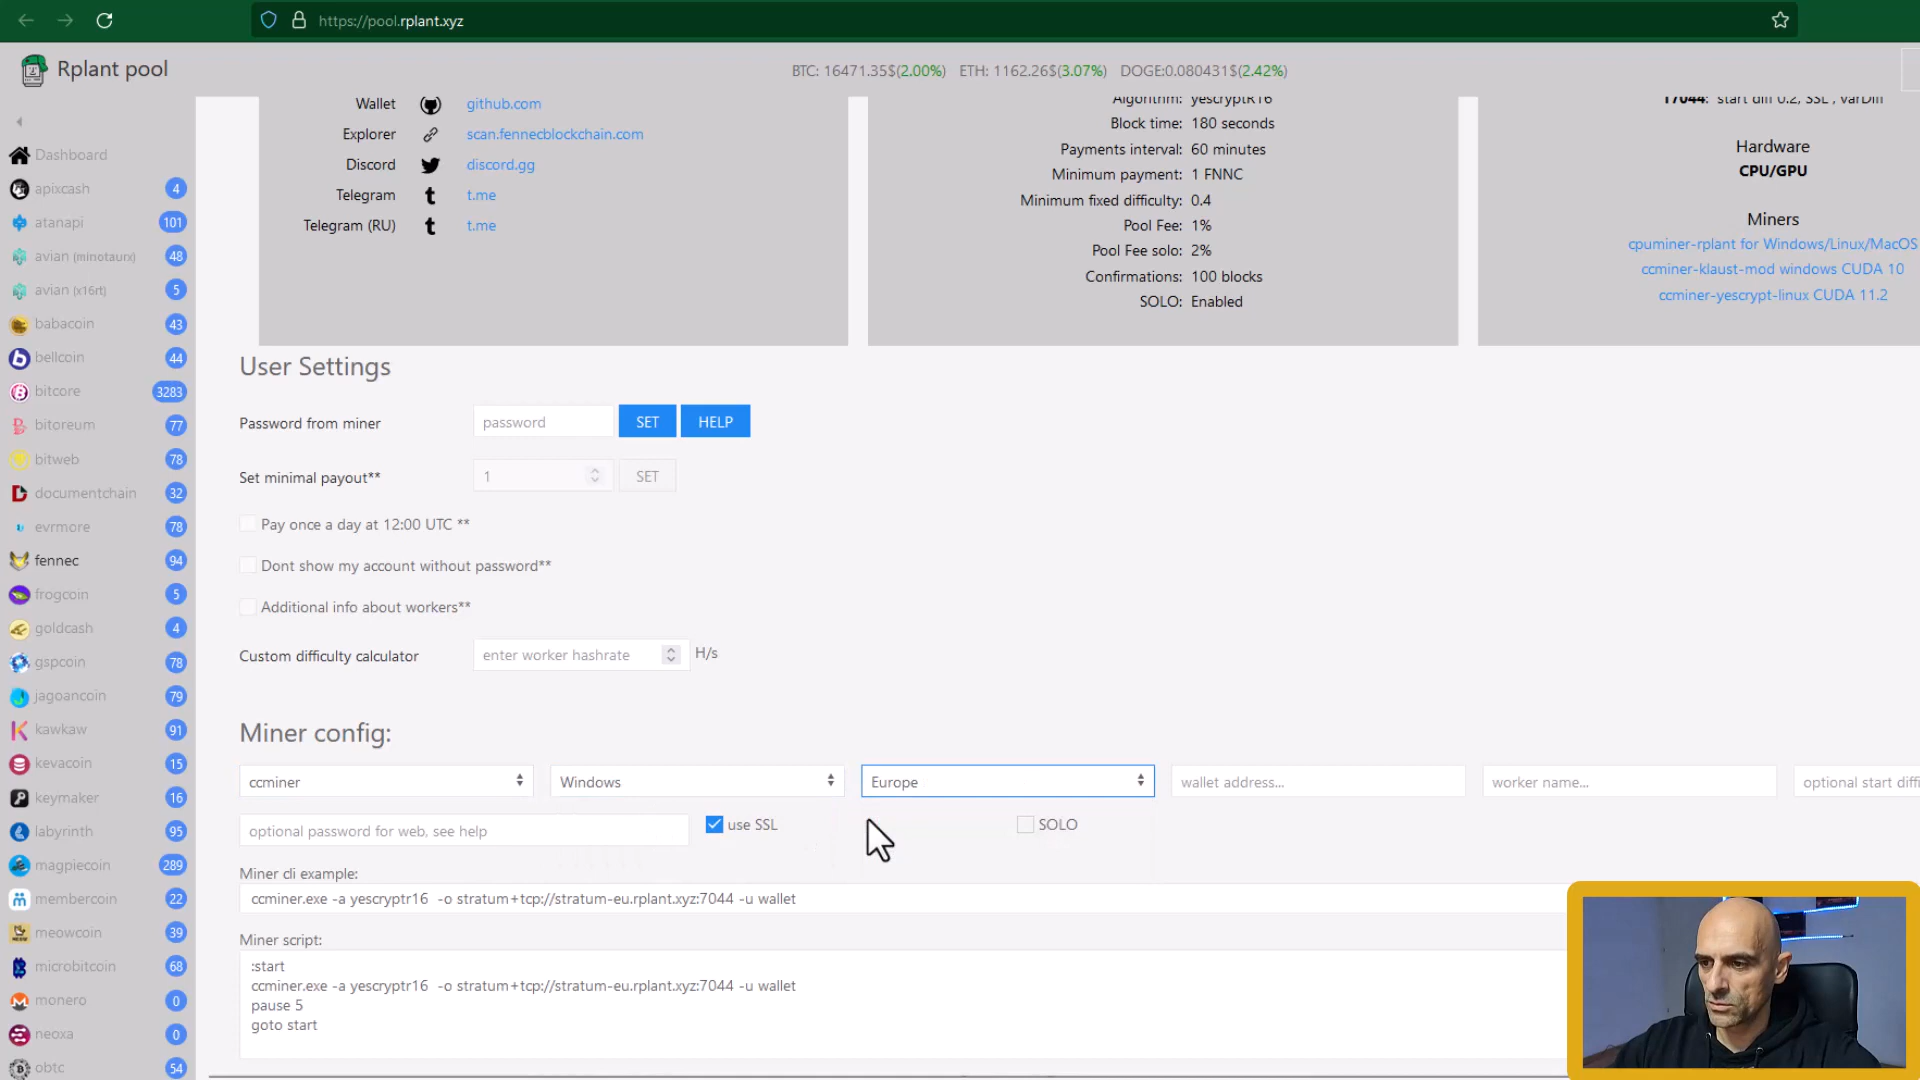 https://pool.rplant.xyz
Rplant pool
BTC: 16471.35$(2.00%) ETH: 1162.26$(3.07%) DOGE:0.080431$(2.42%)
Dashboard
apixcash 4
atanapi 101
avian (minotaurx) 48
avian (x16rt) 5
babacoin 43
bellcoin 44
bitcore 3283
bitoreum 77
bitweb 78
documentchain 32
evrmore 78
fennec 94
frogcoin 5
goldcash 4
gspcoin 78
jagoancoin 79
kawkaw 91
kevacoin 15
keymaker 16
labyrinth 95
magpiecoin 289
membercoin 22
meowcoin 39
microbitcoin 68
monero 0
neoxa 0
obtc 54
Wallet github.com
Explorer scan.fennecblockchain.com
Discord discord.gg
Telegram t.me
Telegram (RU) t.me
Algorithm: yescryptR16
Block time: 180 seconds
Payments interval: 60 minutes
Minimum payment: 1 FNNC
Minimum fixed difficulty: 0.4
Pool Fee: 1%
Pool Fee solo: 2%
Confirmations: 100 blocks
SOLO: Enabled
17044: start diff 0.2, SSL , varDiff
Hardware
CPU/GPU
Miners
cpuminer-rplant for Windows/Linux/MacOS
ccminer-klaust-mod windows CUDA 10
ccminer-yescrypt-linux CUDA 11.2
User Settings
Password from miner password SET HELP
Set minimal payout** 1 SET
Pay once a day at 12:00 UTC **
Dont show my account without password**
Additional info about workers**
Custom difficulty calculator enter worker hashrate H/s
Miner config:
ccminer Windows Europe wallet address... worker name... optional start diffi
optional password for web, see help use SSL SOLO
Miner cli example:
ccminer.exe -a yescryptr16 -o stratum+tcp://stratum-eu.rplant.xyz:7044 -u wallet
Miner script:
:start
ccminer.exe -a yescryptr16 -o stratum+tcp://stratum-eu.rplant.xyz:7044 -u wallet
pause 5
goto start